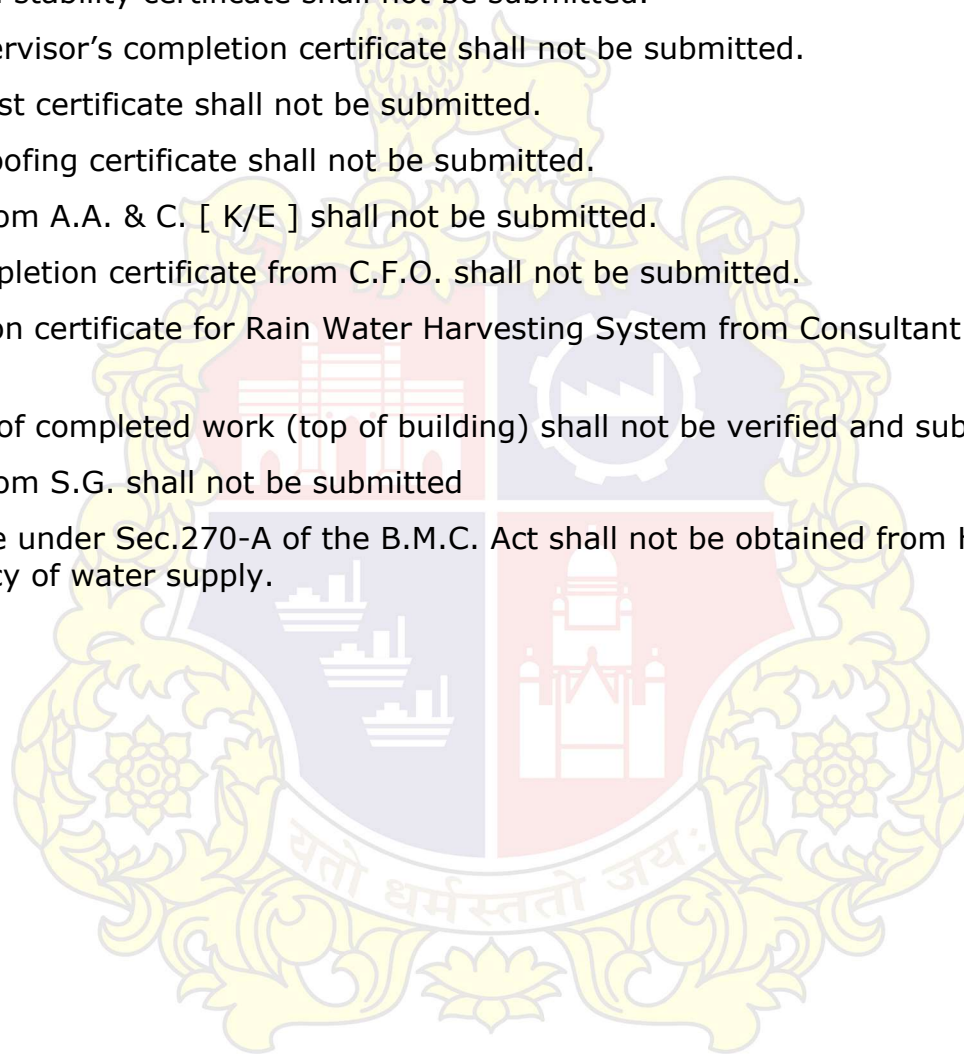 stability certificate shall not be submitted.
ervisor’s completion certificate shall not be submitted.
st certificate shall not be submitted.
oofing certificate shall not be submitted.
om A.A. & C. [ K/E ] shall not be submitted.
pletion certificate from C.F.O. shall not be submitted.
on certificate for Rain Water Harvesting System from Consultant
of completed work (top of building) shall not be verified and sub
om S.G. shall not be submitted
e under Sec.270-A of the B.M.C. Act shall not be obtained from H
cy of water supply.
यतो धर्मस्ततो जय: